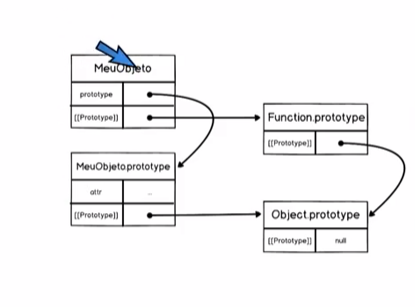 MeuObjeto
prototype
[[Prototype]]
Function.prototype
[[Prototype]]
MeuObjeto.prototype
attr ...
[[Prototype]]
Object.prototype
[[Prototype]] null